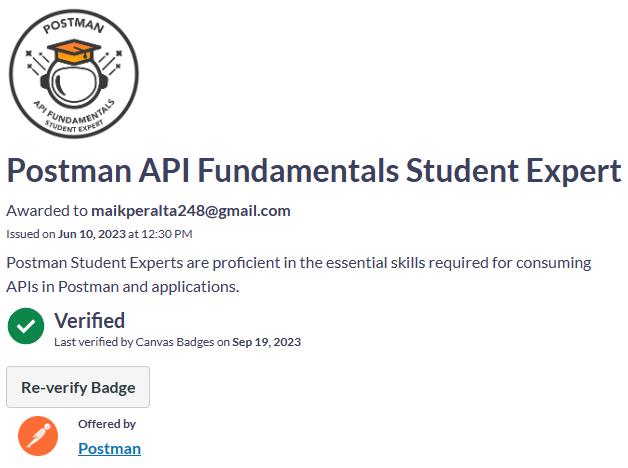 POSTMAN
API FUNDAMENTALS
STUDENT EXPERT
Postman API Fundamentals Student Expert
Awarded to maikperalta248@gmail.com
Issued on Jun 10, 2023 at 12:30 PM
Postman Student Experts are proficient in the essential skills required for consuming
APIs in Postman and applications.
Verified
Last verified by Canvas Badges on Sep 19, 2023
Re-verify Badge
Offered by
Postman